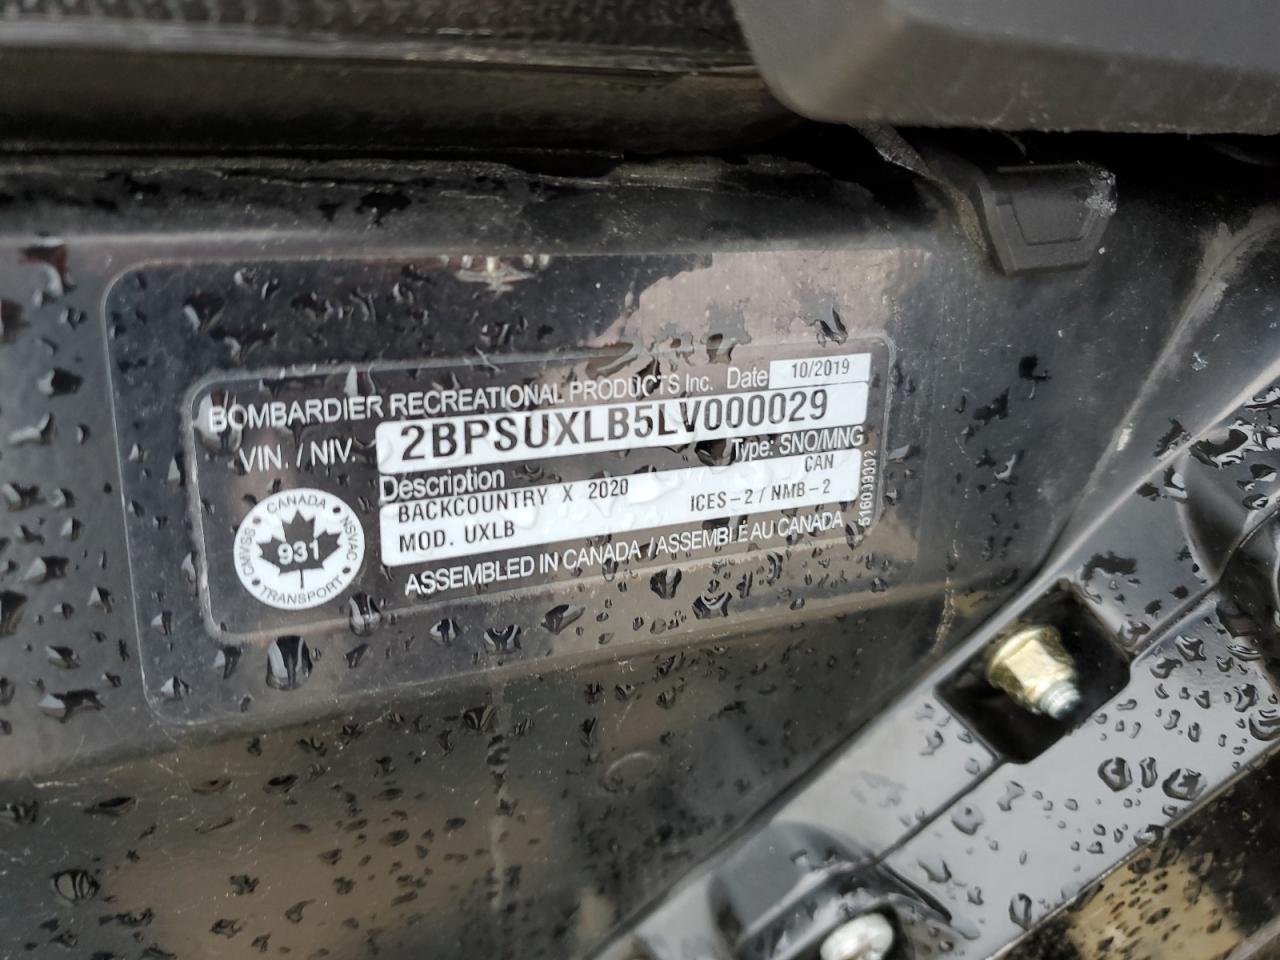 BOMBARDIER RECREATIONAL PRODUCTS Inc. Date 10/2019
VIN. / NIV. 2BPSUXLB5LV000029
Description Type: SNO/MNG
BACKCOUNTRY X 2020 CAN
MOD. UXLB ICES-2 / NMB-2
ASSEMBLED IN CANADA / ASSEMBLÉ AU CANADA
CANADA
CMVSS 931 NSVAC
TRANSPORT